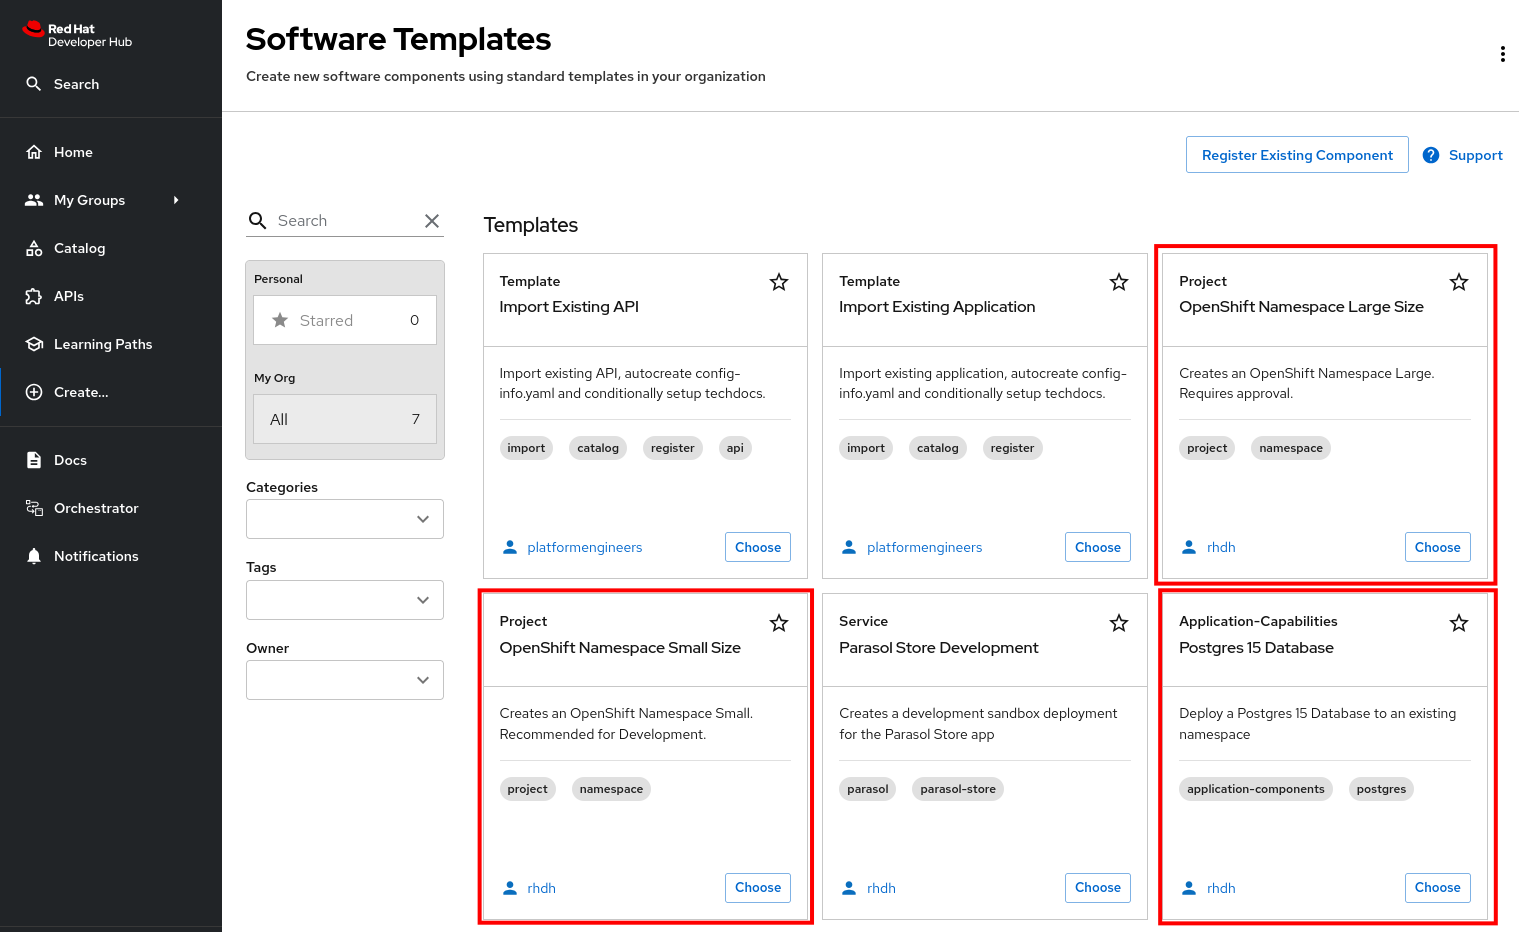 Red Hat
Developer Hub
Search
Home
My Groups
Catalog
APIs
Learning Paths
Create...
Docs
Orchestrator
Notifications
Software Templates
Create new software components using standard templates in your organization
Register Existing Component
Support
Search
Personal
Starred 0
My Org
All 7
Categories
Tags
Owner
Templates
Template
Import Existing API
Import existing API, autocreate config-
info.yaml and conditionally setup techdocs.
import catalog register api
platformengineers Choose
Template
Import Existing Application
Import existing application, autocreate config-
info.yaml and conditionally setup techdocs.
import catalog register
platformengineers Choose
Project
OpenShift Namespace Large Size
Creates an OpenShift Namespace Large.
Requires approval.
project namespace
rhdh Choose
Project
OpenShift Namespace Small Size
Creates an OpenShift Namespace Small.
Recommended for Development.
project namespace
rhdh Choose
Service
Parasol Store Development
Creates a development sandbox deployment
for the Parasol Store app
parasol parasol-store
rhdh Choose
Application-Capabilities
Postgres 15 Database
Deploy a Postgres 15 Database to an existing
namespace
application-components postgres
rhdh Choose